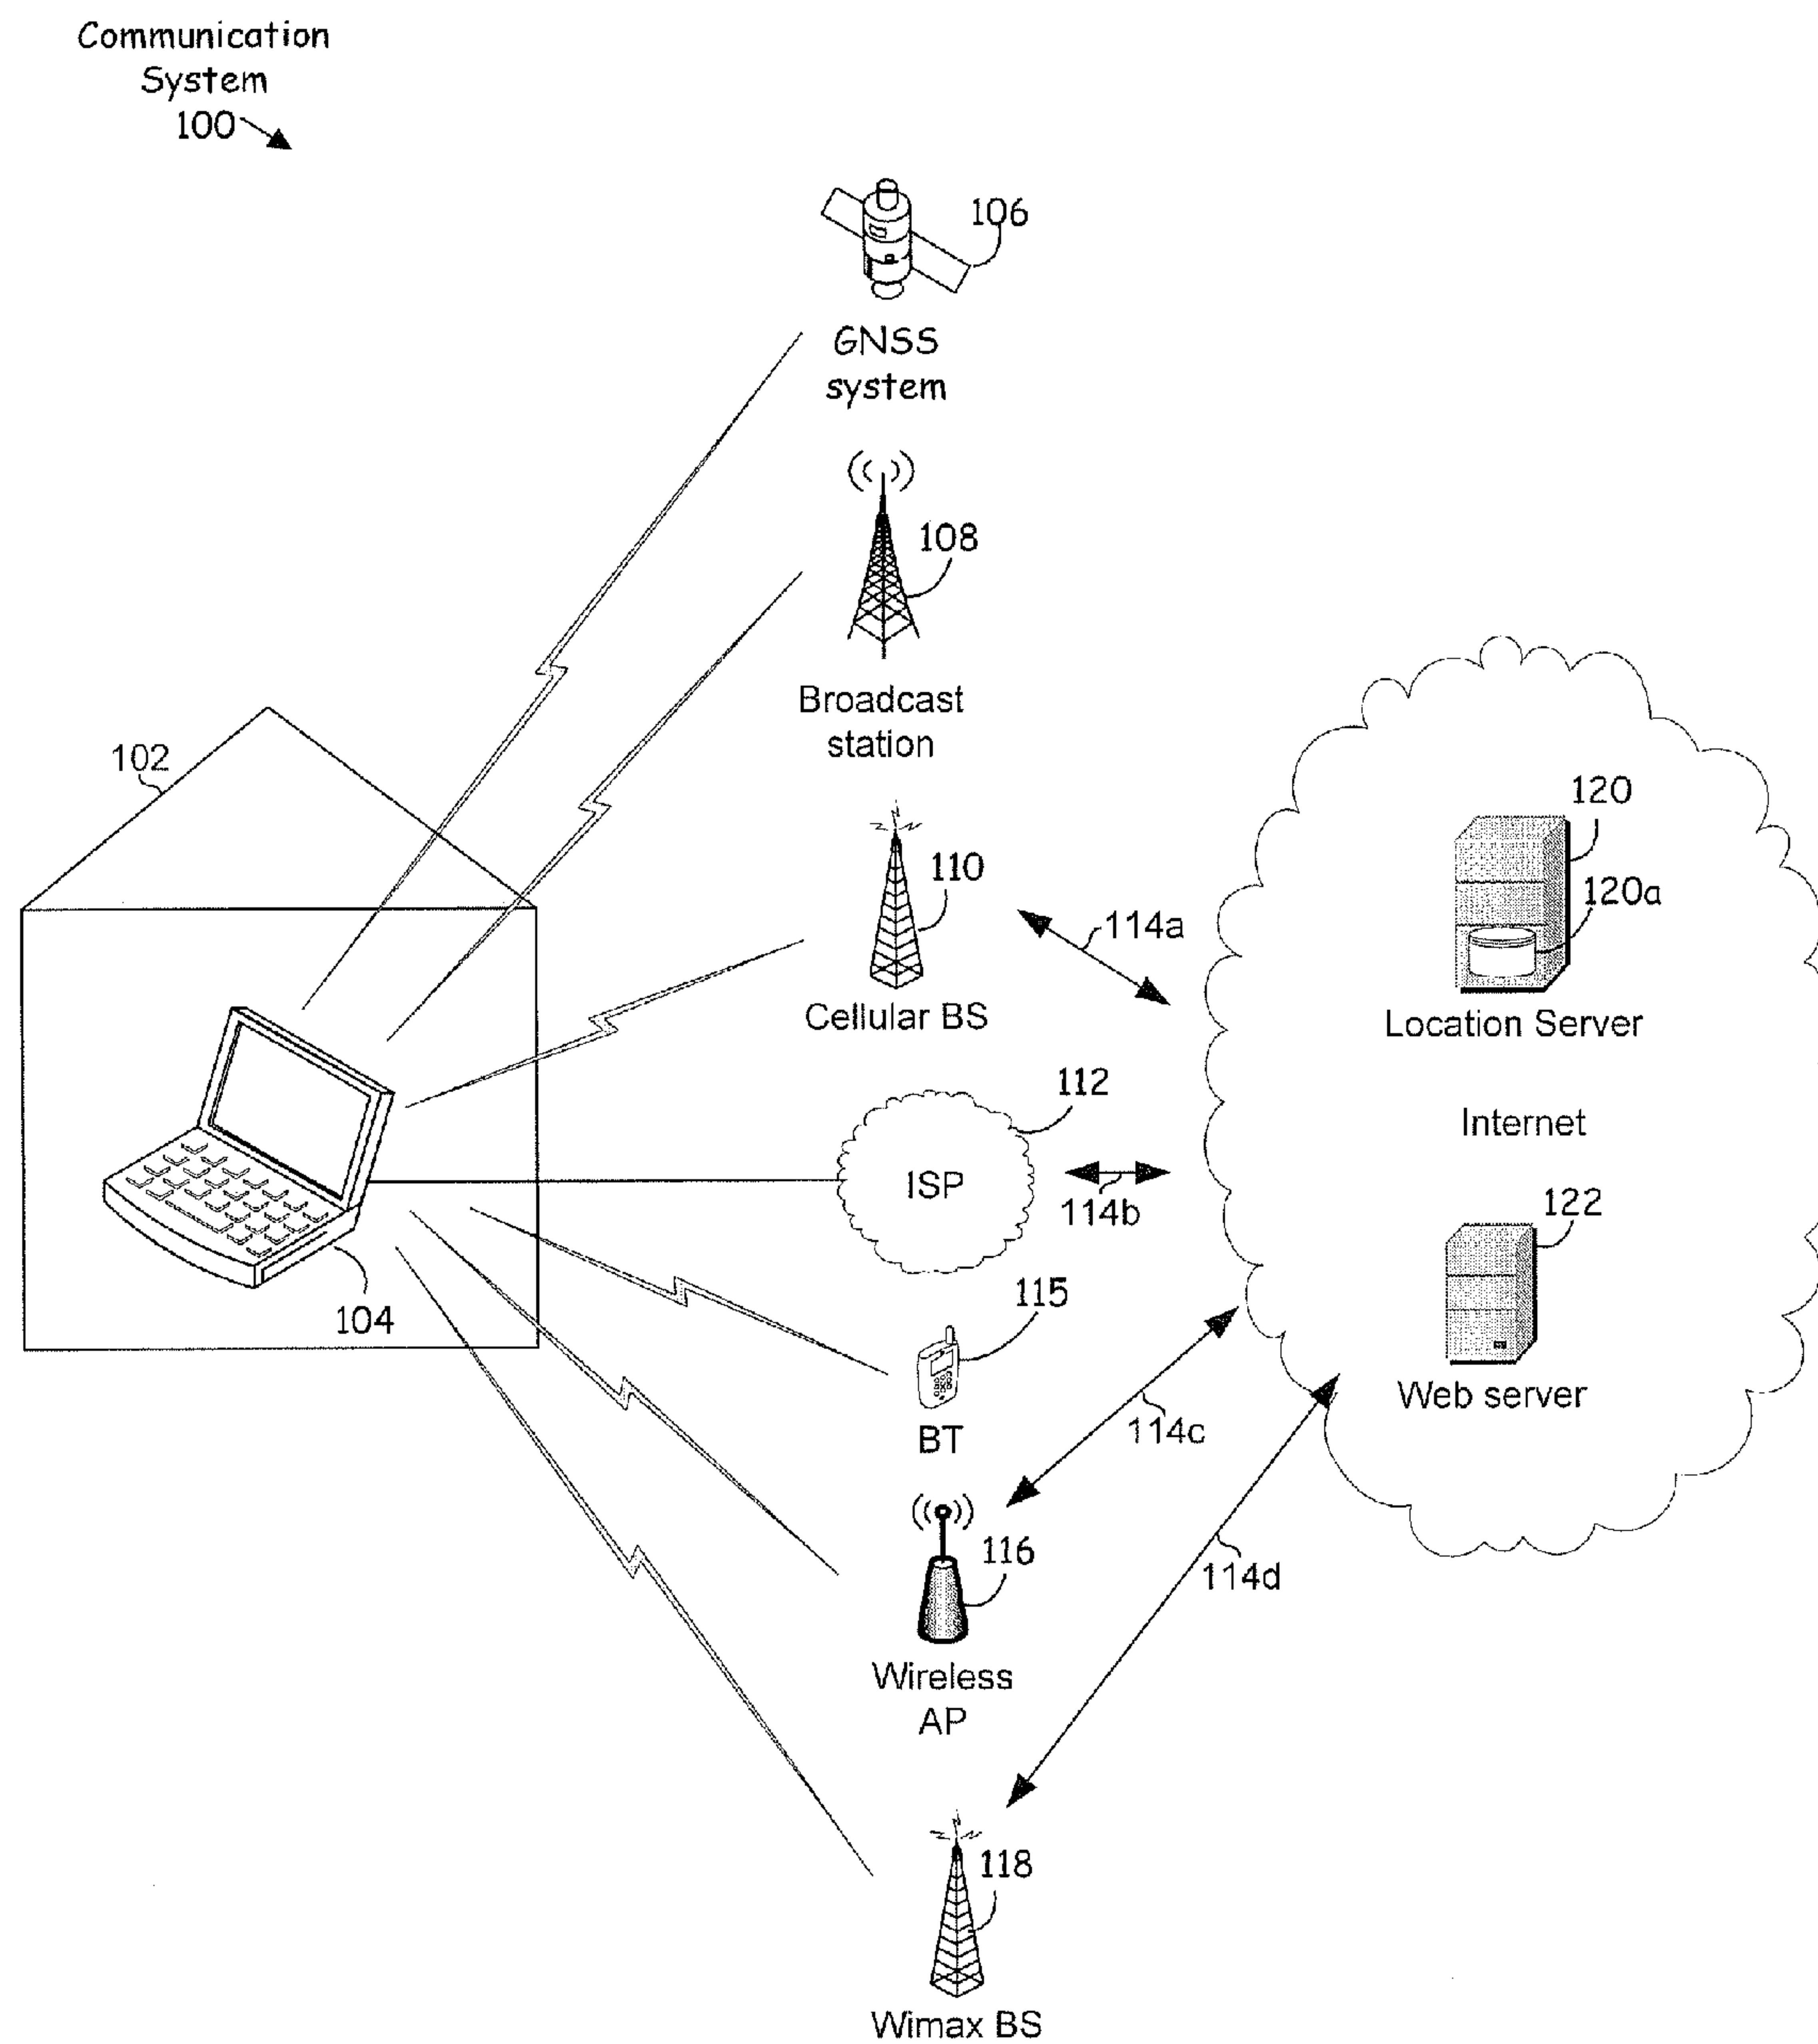 Communication
System
100
106
GNSS
system
108
Broadcast
station
102
110
Cellular BS
114a
120
120a
Location Server
112
ISP
114b
Internet
104
115
BT
122
Web server
114c
116
Wireless
AP
114d
118
Wimax BS